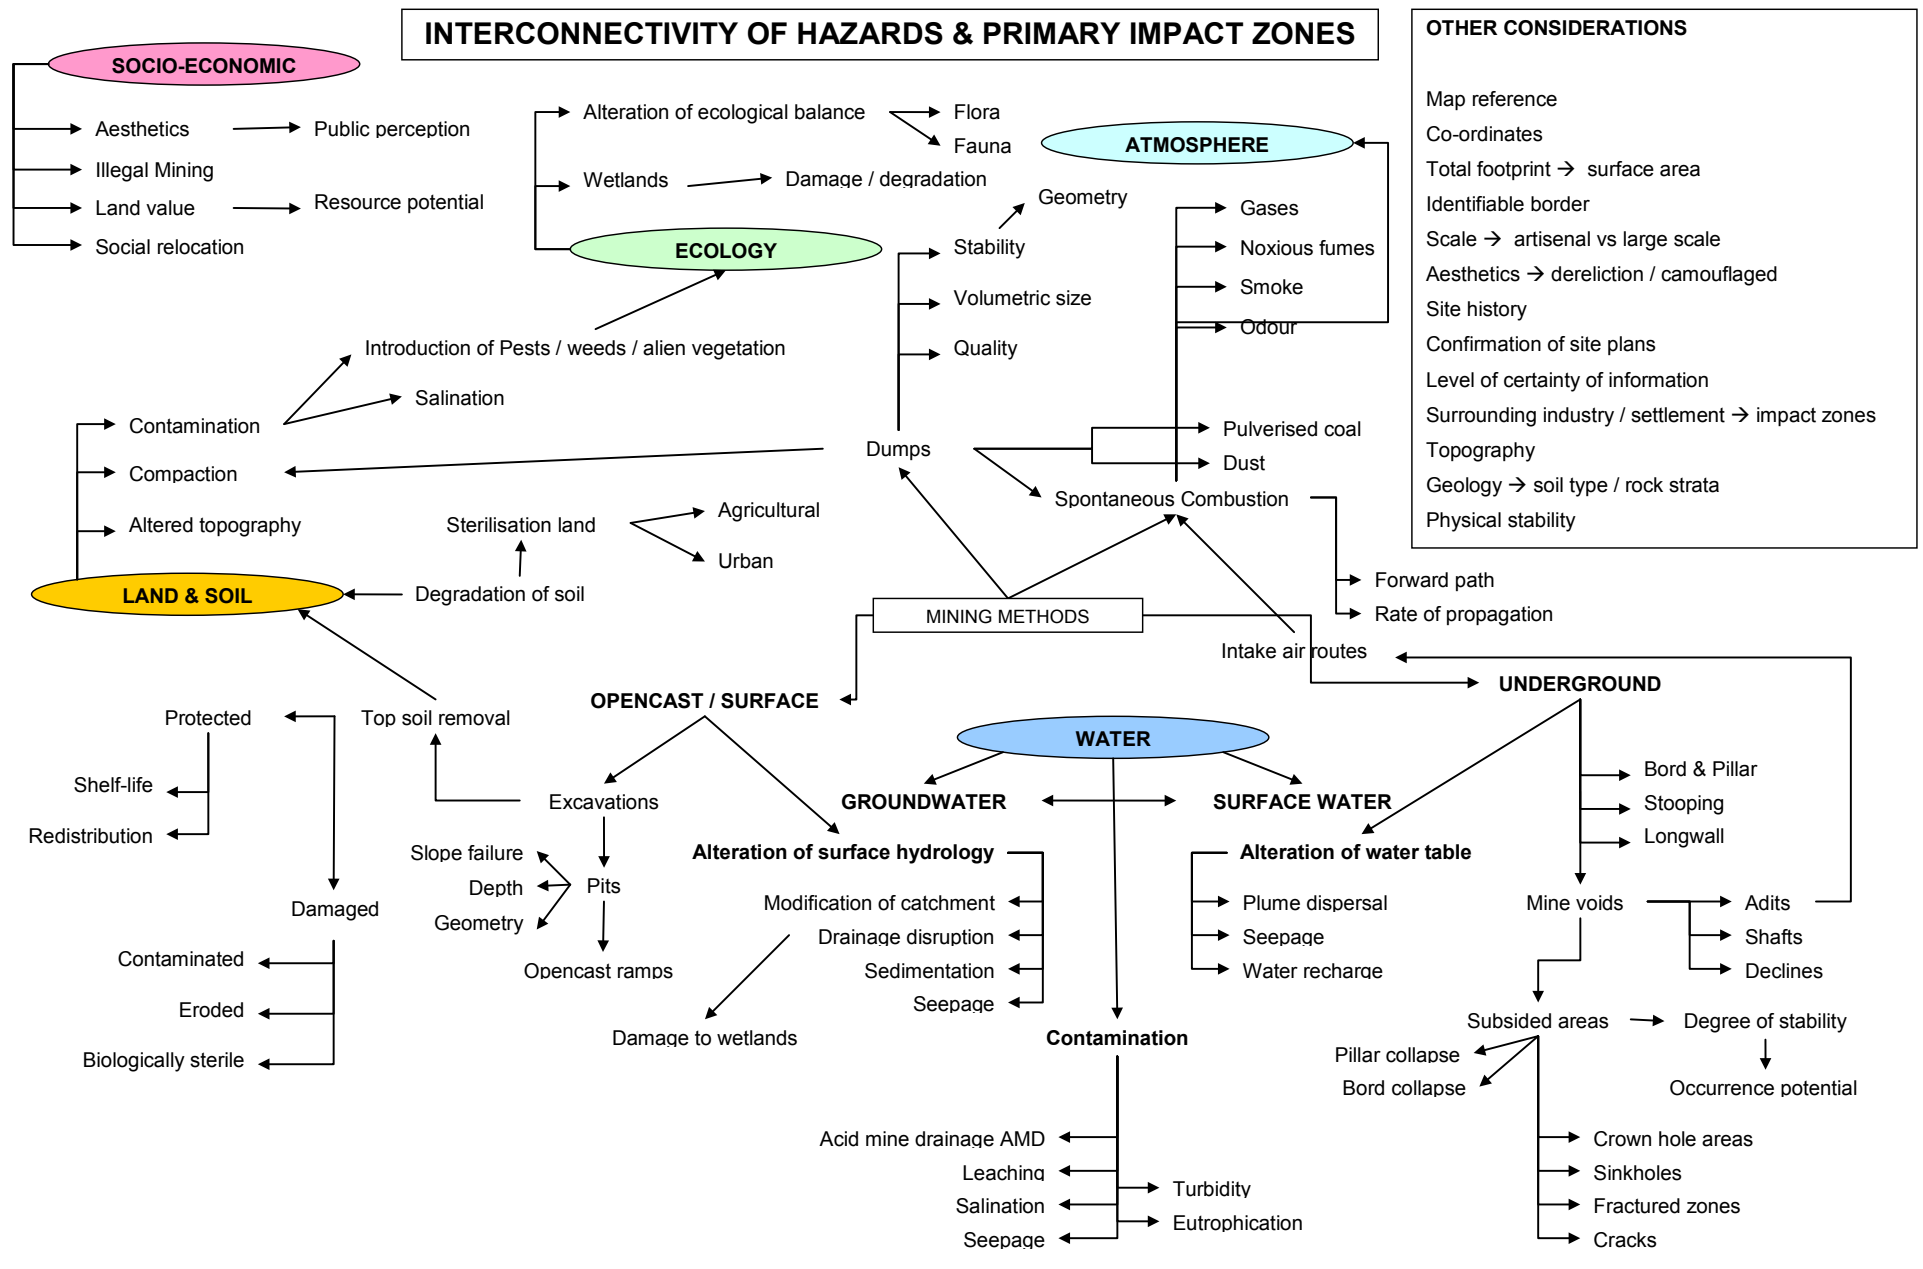 INTERCONNECTIVITY OF HAZARDS & PRIMARY IMPACT ZONES
SOCIO-ECONOMIC
Aesthetics
Public perception
Illegal Mining
Land value
Resource potential
Social relocation
Alteration of ecological balance
Flora
Fauna
Wetlands
Damage / degradation
ECOLOGY
ATMOSPHERE
Geometry
Stability
Volumetric size
Quality
Gases
Noxious fumes
Smoke
Odour
OTHER CONSIDERATIONS
Map reference
Co-ordinates
Total footprint → surface area
Identifiable border
Scale → artisenal vs large scale
Aesthetics → dereliction / camouflaged
Site history
Confirmation of site plans
Level of certainty of information
Surrounding industry / settlement → impact zones
Topography
Geology → soil type / rock strata
Physical stability
Introduction of Pests / weeds / alien vegetation
Salination
Contamination
Compaction
Altered topography
Dumps
Pulverised coal
Dust
Spontaneous Combustion
Sterilisation land
Agricultural
Urban
LAND & SOIL
Degradation of soil
MINING METHODS
Forward path
Rate of propagation
Intake air routes
UNDERGROUND
OPENCAST / SURFACE
Protected
Top soil removal
WATER
Shelf-life
Redistribution
Excavations
GROUNDWATER
SURFACE WATER
Bord & Pillar
Stooping
Longwall
Slope failure
Depth
Geometry
Pits
Opencast ramps
Alteration of surface hydrology
Modification of catchment
Drainage disruption
Sedimentation
Seepage
Damage to wetlands
Alteration of water table
Plume dispersal
Seepage
Water recharge
Mine voids
Adits
Shafts
Declines
Damaged
Contaminated
Eroded
Biologically sterile
Contamination
Subsided areas
Degree of stability
Pillar collapse
Bord collapse
Occurrence potential
Acid mine drainage AMD
Leaching
Salination
Seepage
Turbidity
Eutrophication
Crown hole areas
Sinkholes
Fractured zones
Cracks